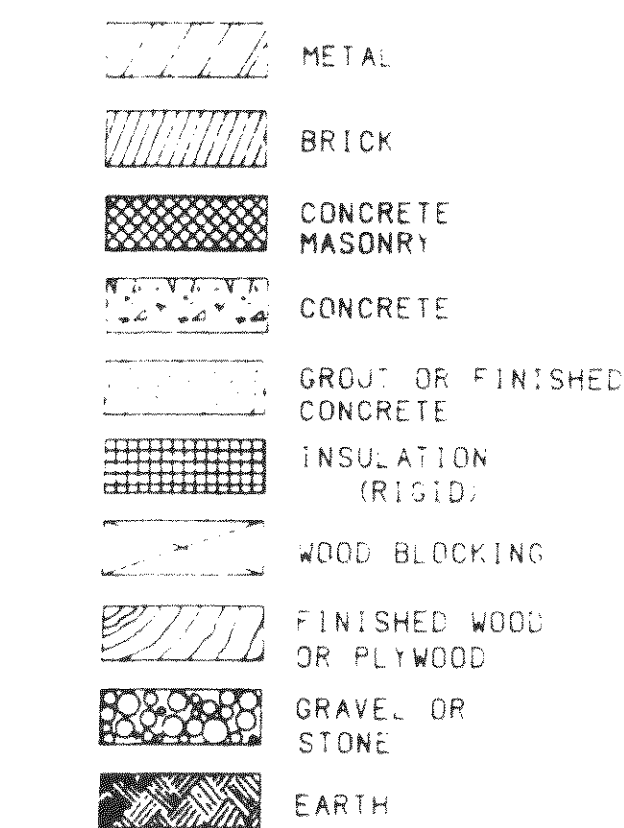 METAL
BRICK
CONCRETE
MASONRY
CONCRETE
GROUT OR FINISHED
CONCRETE
INSULATION
(RIGID)
WOOD BLOCKING
FINISHED WOOD
OR PLYWOOD
GRAVEL OR
STONE
EARTH